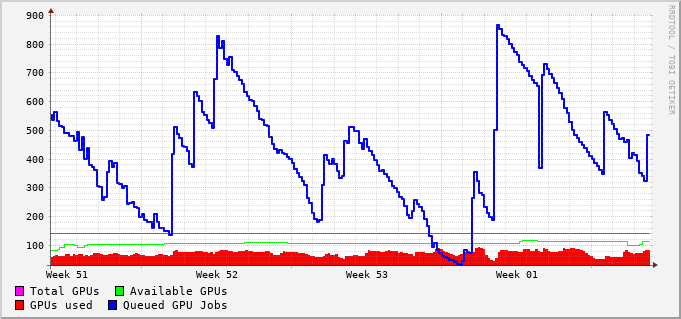 900
800
700
600
500
400
300
200
100
Week 51 Week 52 Week 53 Week 01
Total GPUs Available GPUs
GPUs used Queued GPU Jobs
RRDTOOL / TOBI OETIKER